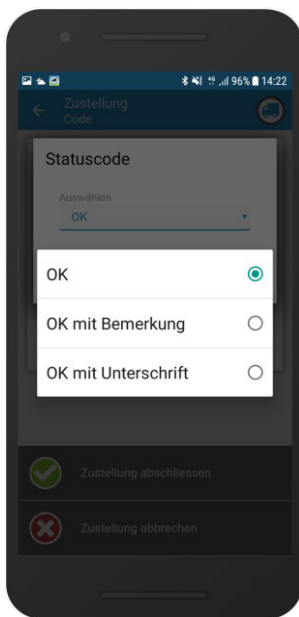 96% 14:22
Zustellung
Code
Statuscode
Auswählen
OK
OK
OK mit Bemerkung
OK mit Unterschrift
Zustellung abschliessen
Zustellung abbrechen